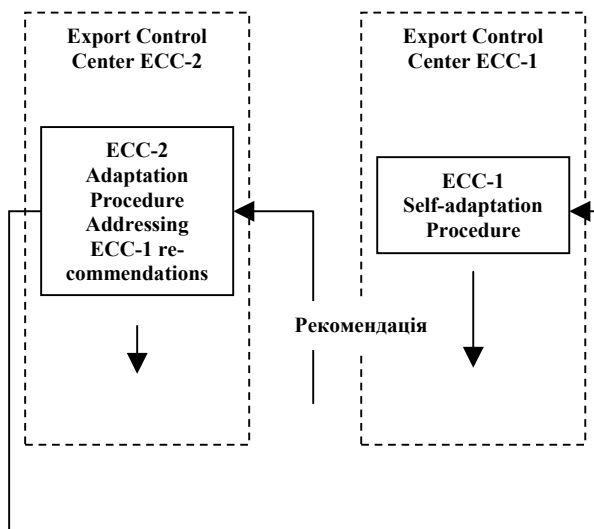 Export Control
Center ECC-2
ECC-2
Adaptation
Procedure
Addressing
ECC-1 re-
commendations
Рекомендація
Export Control
Center ECC-1
ECC-1
Self-adaptation
Procedure